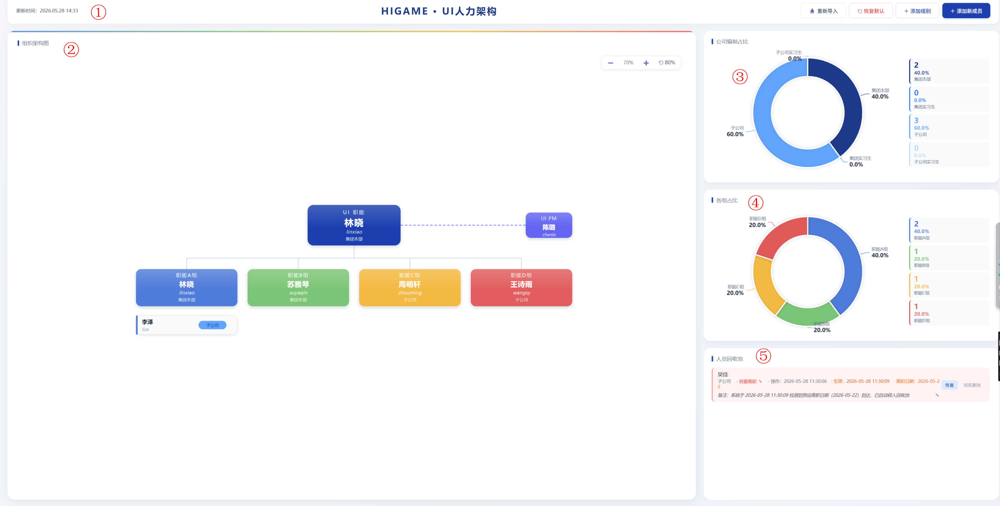 更新时间：2026.05.28 14:33
①
HIGAME • UI人力架构
重新导入
恢复默认
+ 添加组别
+ 添加新成员
组织架构图
②
70%
80%
UI 职能
林晓
linxiao
集团本部
UI PM
陈璐
chenlu
职能A组
林晓
linxiao
集团本部
职能B组
苏雅琴
suyaqin
集团本部
职能C组
周明轩
zhouming
子公司
职能D组
王诗雨
wangsy
子公司
李泽
lize
子公司
公司编制占比
③
子公司实习生
0.0%
集团本部
40.0%
子公司
60.0%
集团实习生
0.0%
2
40.0%
集团本部
0
0.0%
集团实习生
3
60.0%
子公司
0
0.0%
子公司实习生
各组占比
④
职能D组
20.0%
职能A组
40.0%
职能C组
20.0%
职能B组
20.0%
2
40.0%
职能A组
1
20.0%
职能B组
1
20.0%
职能C组
1
20.0%
职能D组
人员回收池
⑤
吴佳
子公司 · 将要离职 · 操作：2026-05-28 11:30:06 · 生效：2026-05-28 11:30:09 · 离职日期：2026-05-2
2
恢复
彻底删除
备注：系统于 2026-05-28 11:30:09 检测到预设离职日期（2026-05-22）到达，已自动转入回收池